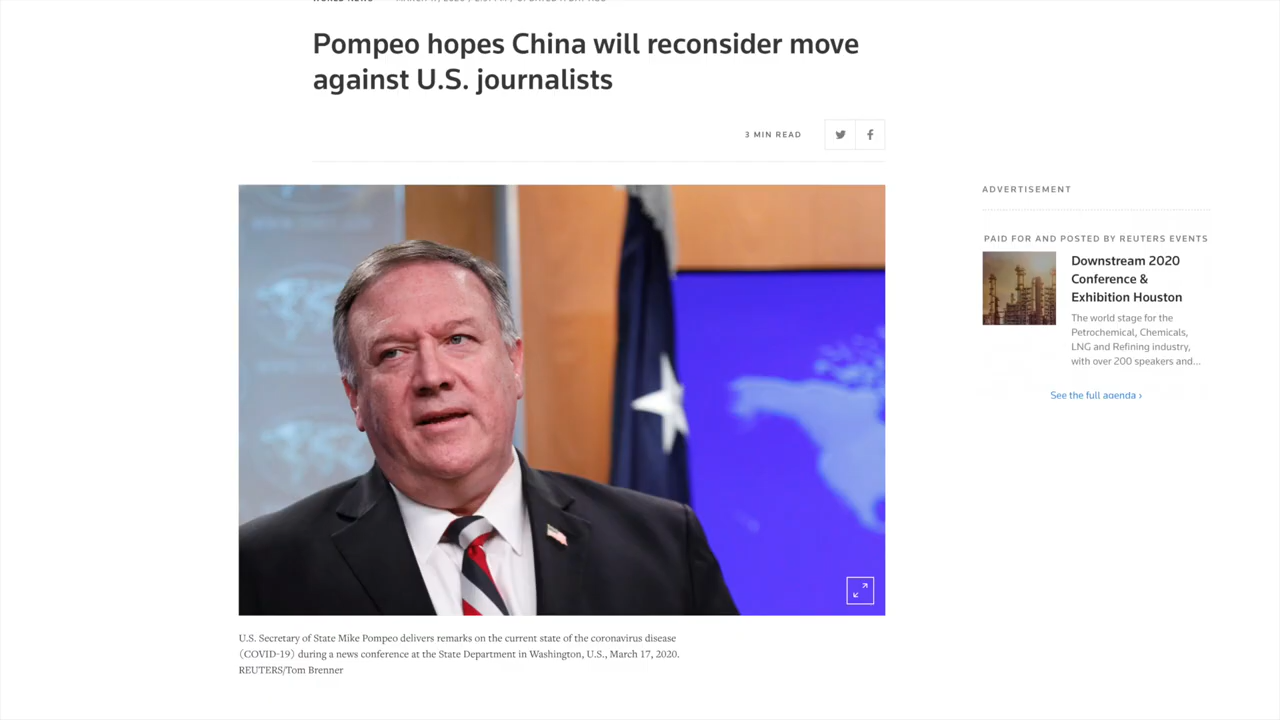 Pompeo hopes China will reconsider move
against U.S. journalists
3 MIN READ
ADVERTISEMENT
PAID FOR AND POSTED BY REUTERS EVENTS
Downstream 2020
Conference &
Exhibition Houston
The world stage for the
Petrochemical, Chemicals,
LNG and Refining industry,
with over 200 speakers and...
See the full agenda ›
U.S. Secretary of State Mike Pompeo delivers remarks on the current state of the coronavirus disease
(COVID-19) during a news conference at the State Department in Washington, U.S., March 17, 2020.
REUTERS/Tom Brenner